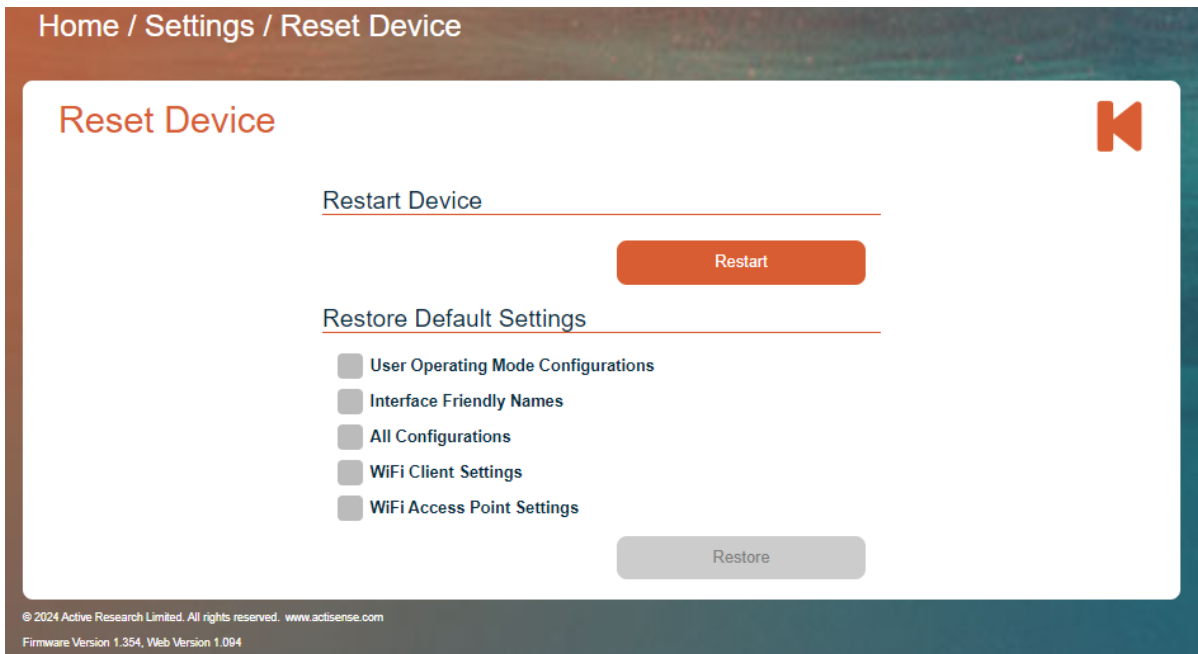 Home / Settings / Reset Device
Reset Device
Restart Device
Restart
Restore Default Settings
User Operating Mode Configurations
Interface Friendly Names
All Configurations
WiFi Client Settings
WiFi Access Point Settings
Restore
© 2024 Active Research Limited. All rights reserved. www.actisense.com
Firmware Version 1.354, Web Version 1.094